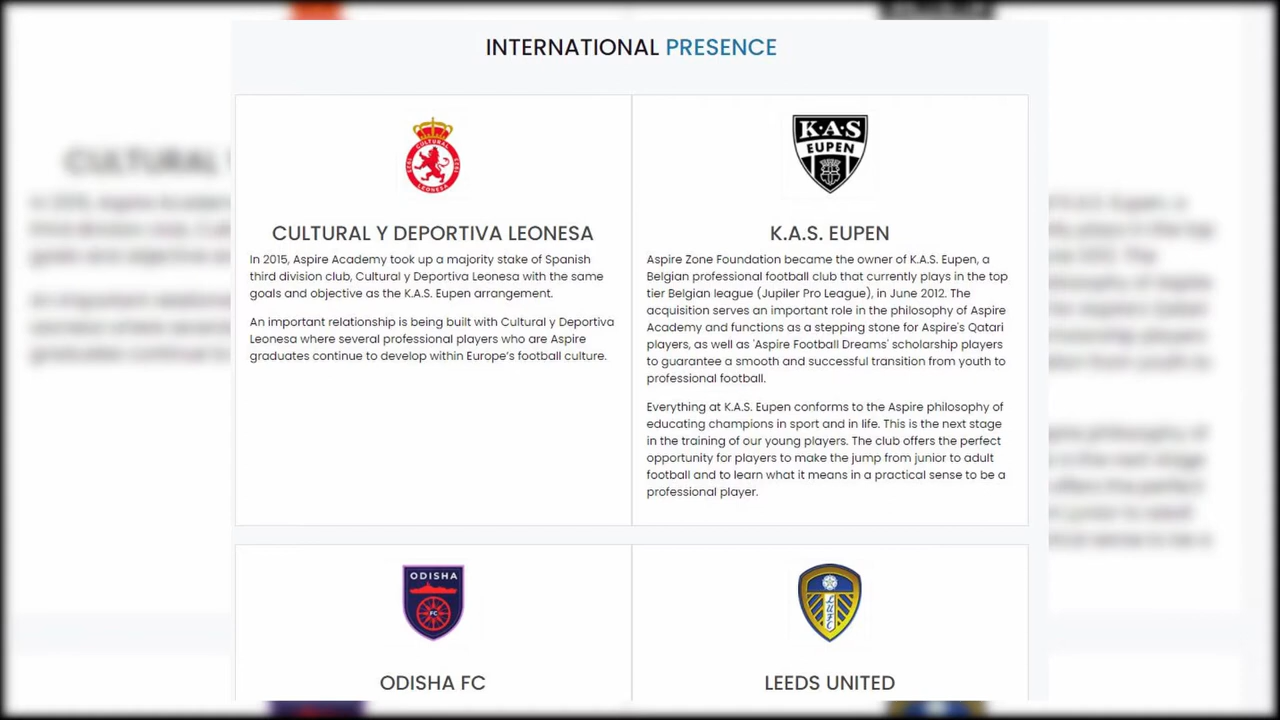 INTERNATIONAL PRESENCE
CULTURAL
LEONESA
CULTURAL Y DEPORTIVA LEONESA
In 2015, Aspire Academy took up a majority stake of Spanish
third division club, Cultural y Deportiva Leonesa with the same
goals and objective as the K.A.S. Eupen arrangement.
An important relationship is being built with Cultural y Deportiva
Leonesa where several professional players who are Aspire
graduates continue to develop within Europe's football culture.
K·A·S
EUPEN
K.A.S. EUPEN
Aspire Zone Foundation became the owner of K.A.S. Eupen, a
Belgian professional football club that currently plays in the top
tier Belgian league (Jupiler Pro League), in June 2012. The
acquisition serves an important role in the philosophy of Aspire
Academy and functions as a stepping stone for Aspire's Qatari
players, as well as 'Aspire Football Dreams' scholarship players
to guarantee a smooth and successful transition from youth to
professional football.
Everything at K.A.S. Eupen conforms to the Aspire philosophy of
educating champions in sport and in life. This is the next stage
in the training of our young players. The club offers the perfect
opportunity for players to make the jump from junior to adult
football and to learn what it means in a practical sense to be a
professional player.
ODISHA
FC
ODISHA FC
LUFC
LEEDS UNITED